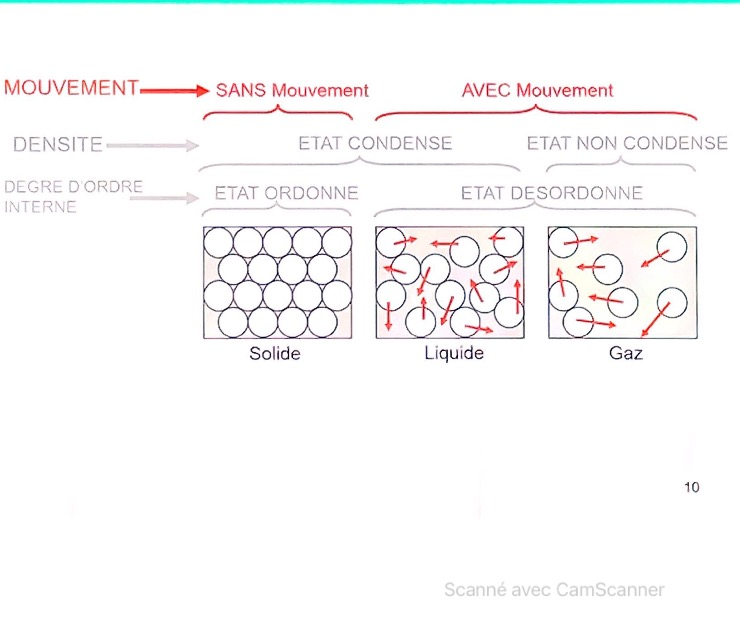 MOUVEMENT SANS Mouvement AVEC Mouvement
DENSITE ETAT CONDENSE ETAT NON CONDENSE
DEGRE D'ORDRE
INTERNE ETAT ORDONNE ETAT DESORDONNE
Solide Liquide Gaz
10
Scanné avec CamScanner